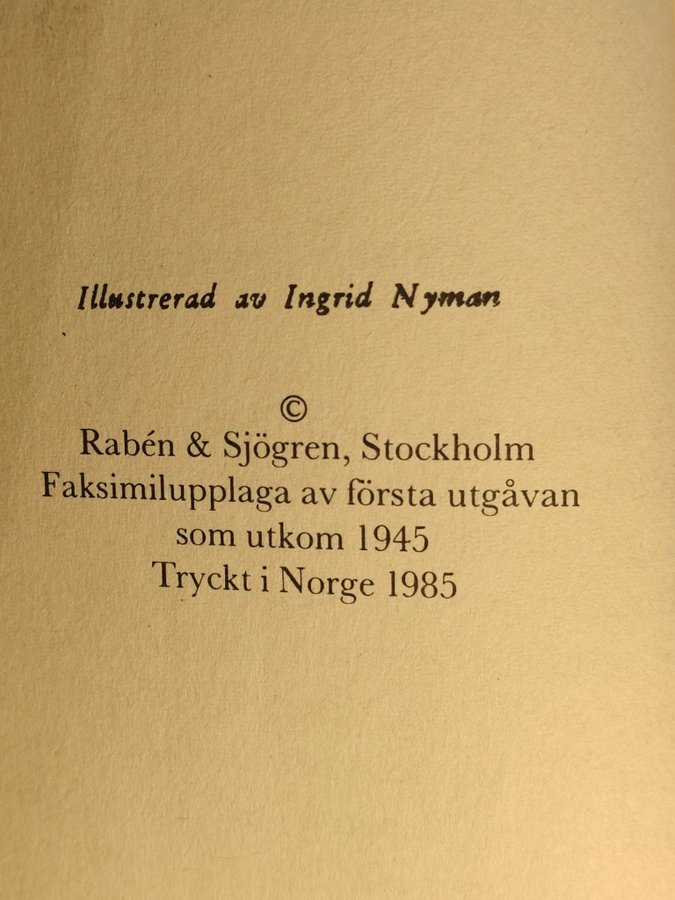 Illustrerad av Ingrid Nyman
©
Rabén & Sjögren, Stockholm
Faksimilupplaga av första utgåvan
som utkom 1945
Tryckt i Norge 1985